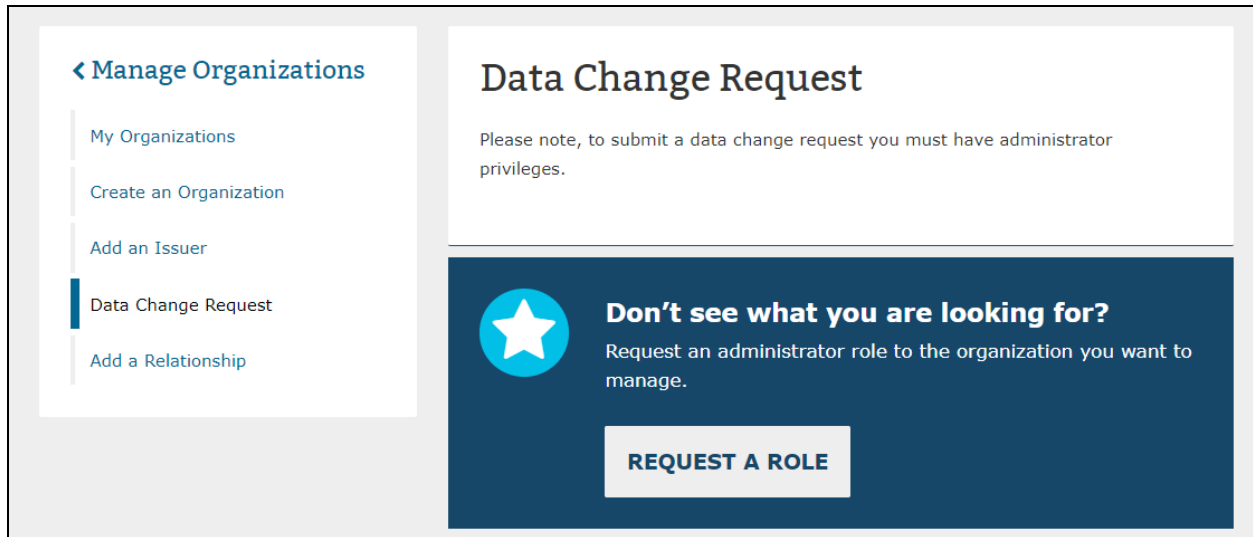 Manage Organizations
My Organizations
Create an Organization
Add an Issuer
Data Change Request
Add a Relationship
Data Change Request
Please note, to submit a data change request you must have administrator
privileges.
Don’t see what you are looking for?
Request an administrator role to the organization you want to
manage.
REQUEST A ROLE